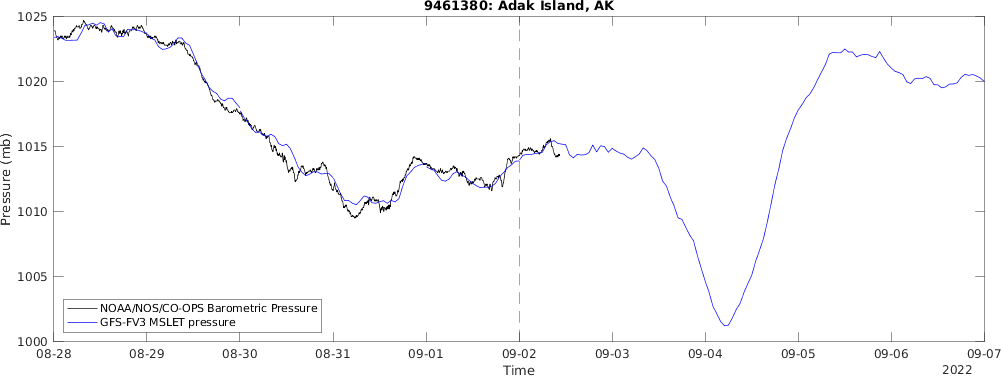 9461380: Adak Island, AK
Pressure (mb)
1025
1020
1015
1010
1005
1000
NOAA/NOS/CO-OPS Barometric Pressure
GFS-FV3 MSLET pressure
08-28 08-29 08-30 08-31 09-01 09-02 09-03 09-04 09-05 09-06 09-07
Time
2022